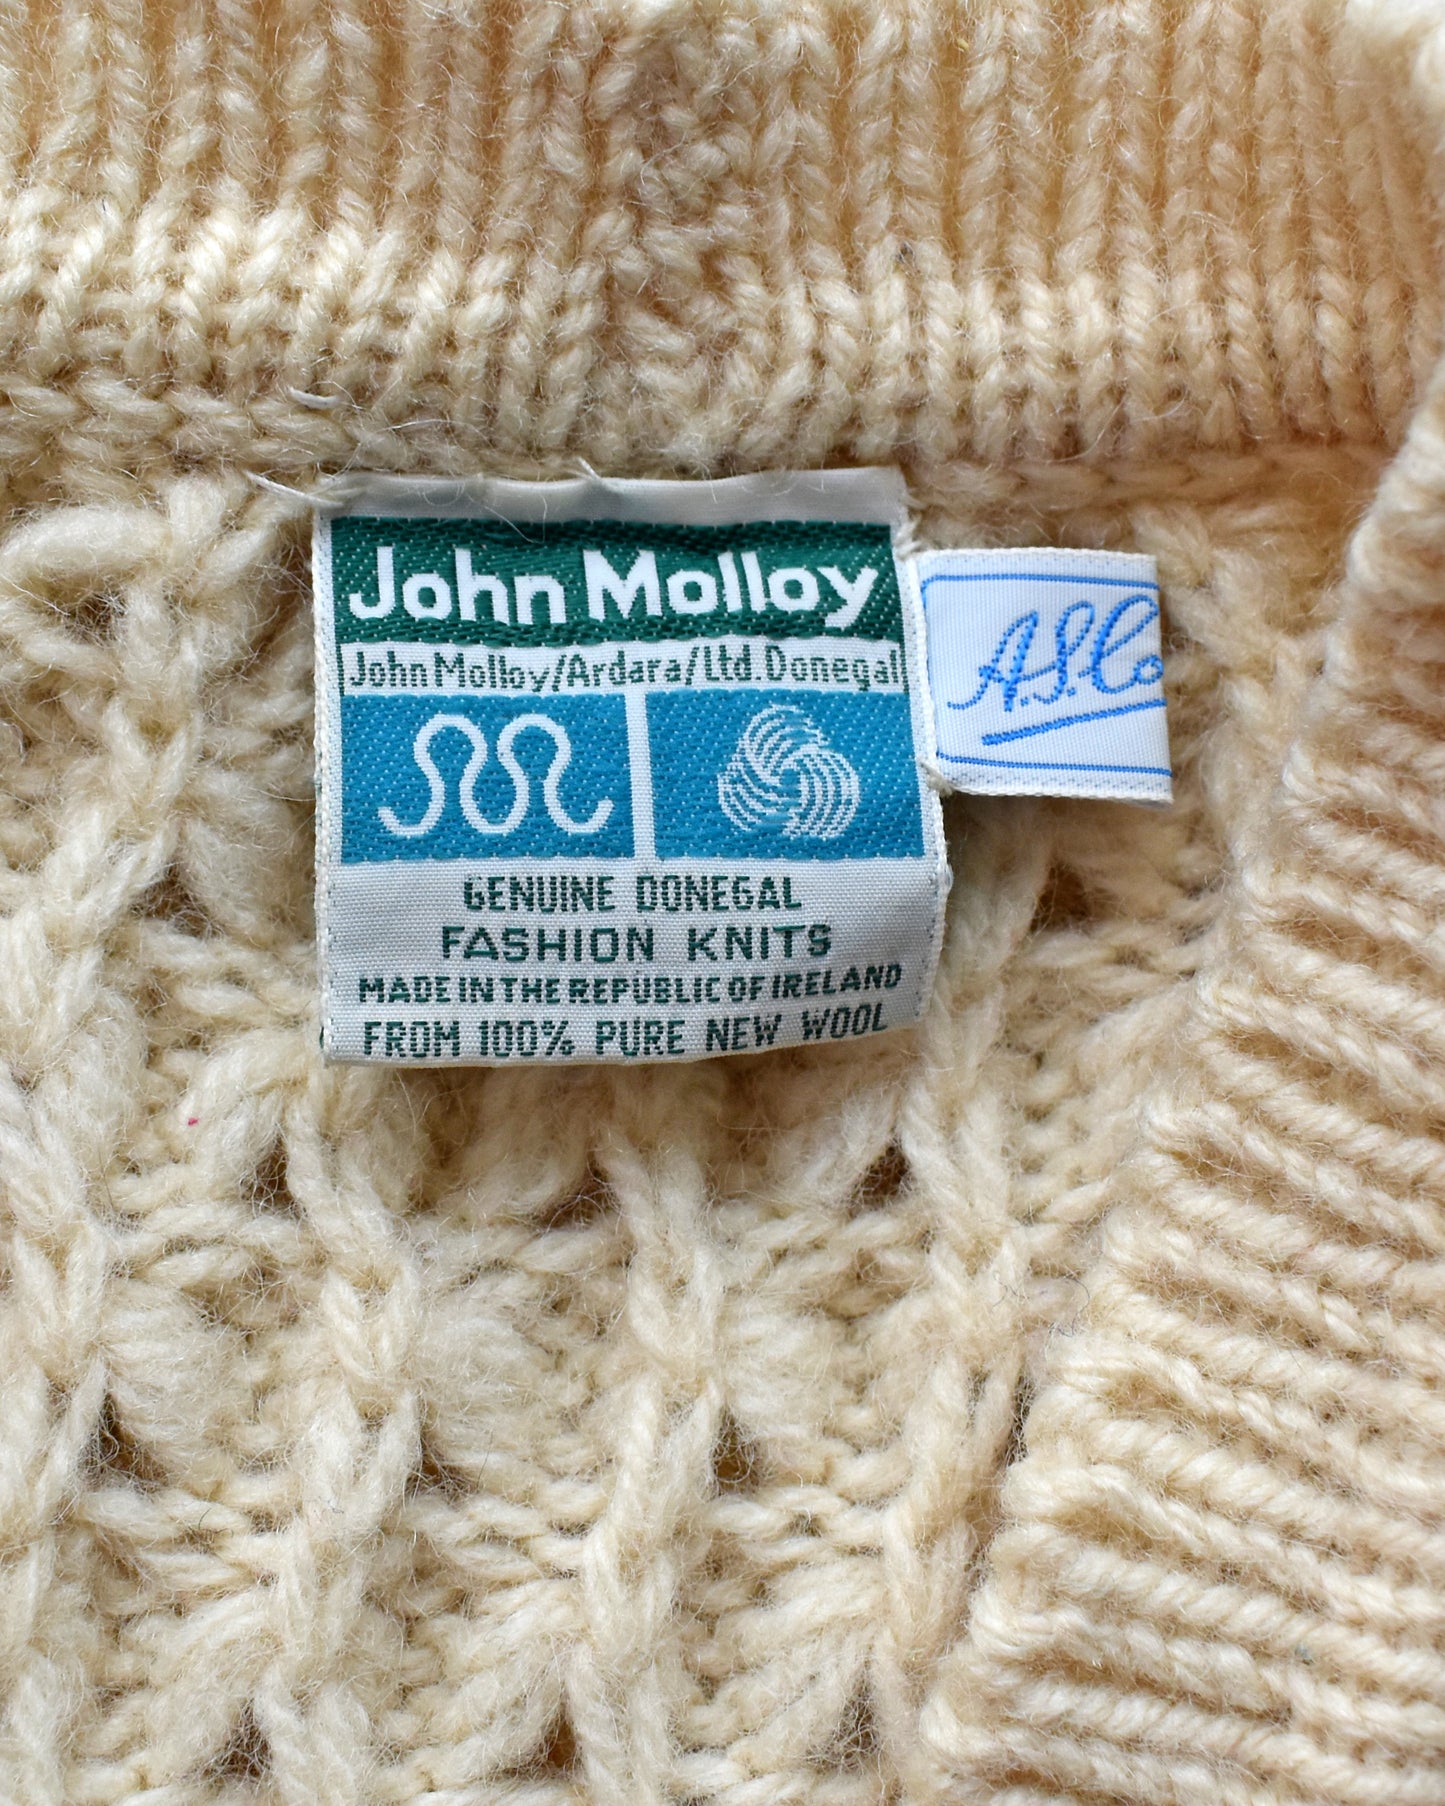 John Molloy
John Molloy/Ardara/Ltd. Donegal
GENUINE DONEGAL
FASHION KNITS
MADE IN THE REPUBLIC OF IRELAND
FROM 100% PURE NEW WOOL
A.S.Co